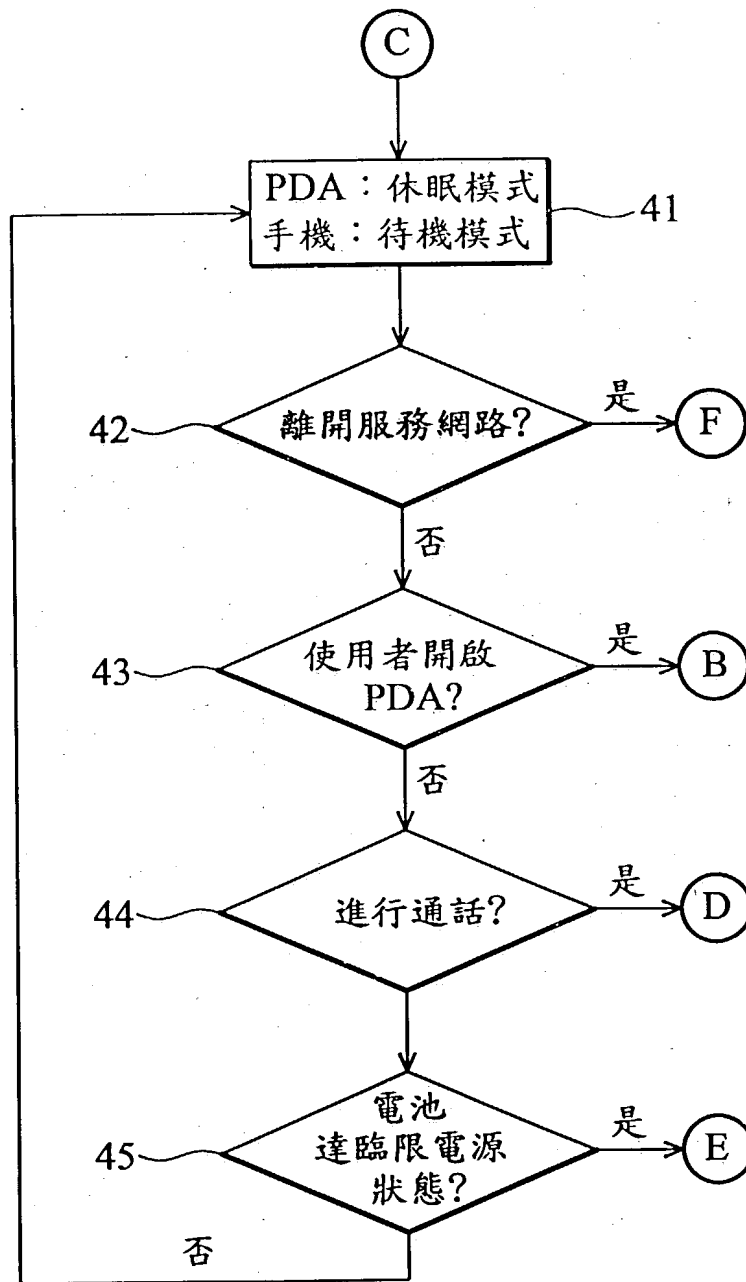 C
PDA：休眠模式
手機：待機模式
41
42
離開服務網路?
是
F
否
43
使用者開啟
PDA?
是
B
否
44
進行通話?
是
D
45
電池
達臨限電源
狀態?
是
E
否